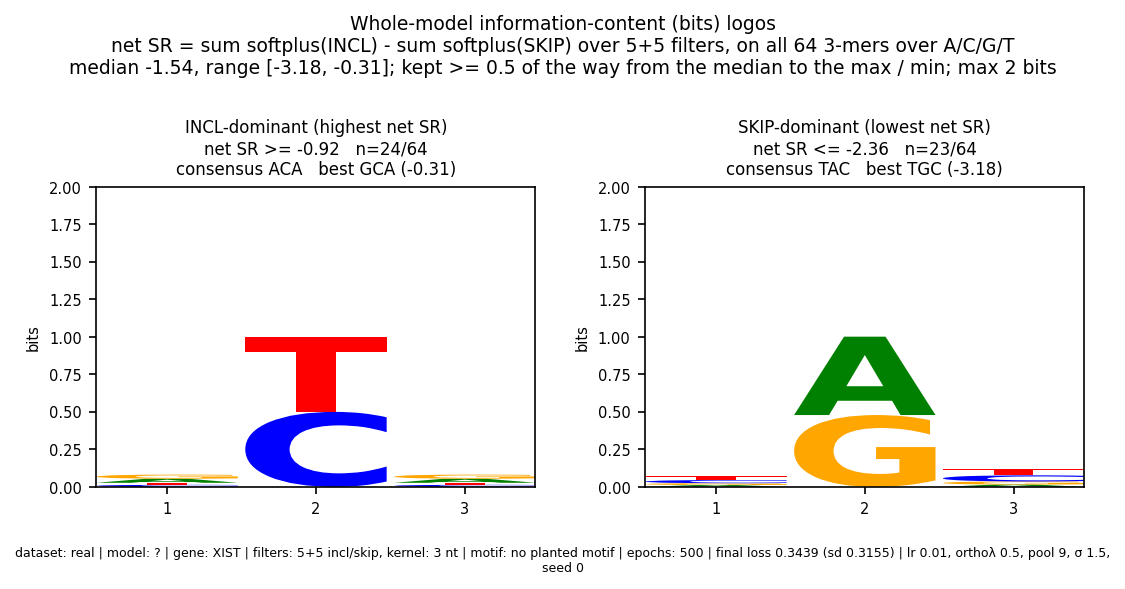 Whole-model information-content (bits) logos
net SR = sum softplus(INCL) - sum softplus(SKIP) over 5+5 filters, on all 64 3-mers over A/C/G/T
median -1.54, range [-3.18, -0.31]; kept >= 0.5 of the way from the median to the max / min; max 2 bits
INCL-dominant (highest net SR)
net SR >= -0.92   n=24/64
consensus ACA   best GCA (-0.31)
2.00
1.75
1.50
1.25
1.00
0.75
0.50
0.25
0.00
bits
T
C
1
2
3
SKIP-dominant (lowest net SR)
net SR <= -2.36   n=23/64
consensus TAC   best TGC (-3.18)
2.00
1.75
1.50
1.25
1.00
0.75
0.50
0.25
0.00
bits
A
G
1
2
3
dataset: real | model: ? | gene: XIST | filters: 5+5 incl/skip, kernel: 3 nt | motif: no planted motif | epochs: 500 | final loss 0.3439 (sd 0.3155) | lr 0.01, orthoλ 0.5, pool 9, σ 1.5,
seed 0